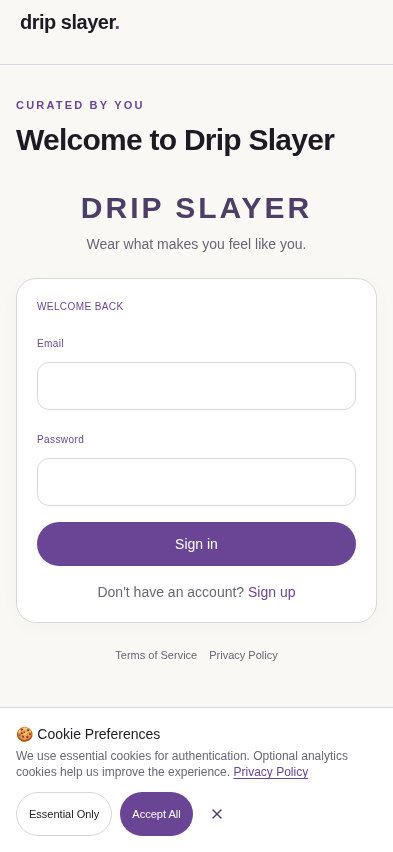 drip slayer.
CURATED BY YOU
Welcome to Drip Slayer
DRIP SLAYER
Wear what makes you feel like you.
WELCOME BACK
Email
Password
Sign in
Don't have an account? Sign up
Terms of Service Privacy Policy
🍪 Cookie Preferences
We use essential cookies for authentication. Optional analytics
cookies help us improve the experience. Privacy Policy
Essential Only Accept All ×